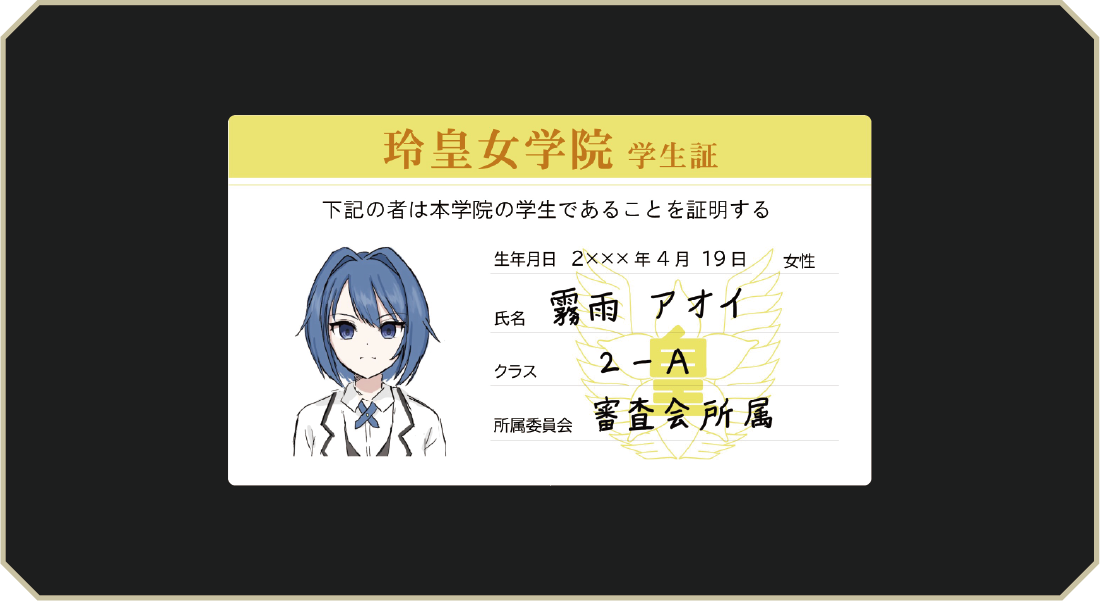 玲皇女学院 学生証
下記の者は本学院の学生であることを証明する
生年月日 2×××年 4月 19日 女性
氏名 霧雨 アオイ
クラス 2-A
所属委員会 審査会所属
皇